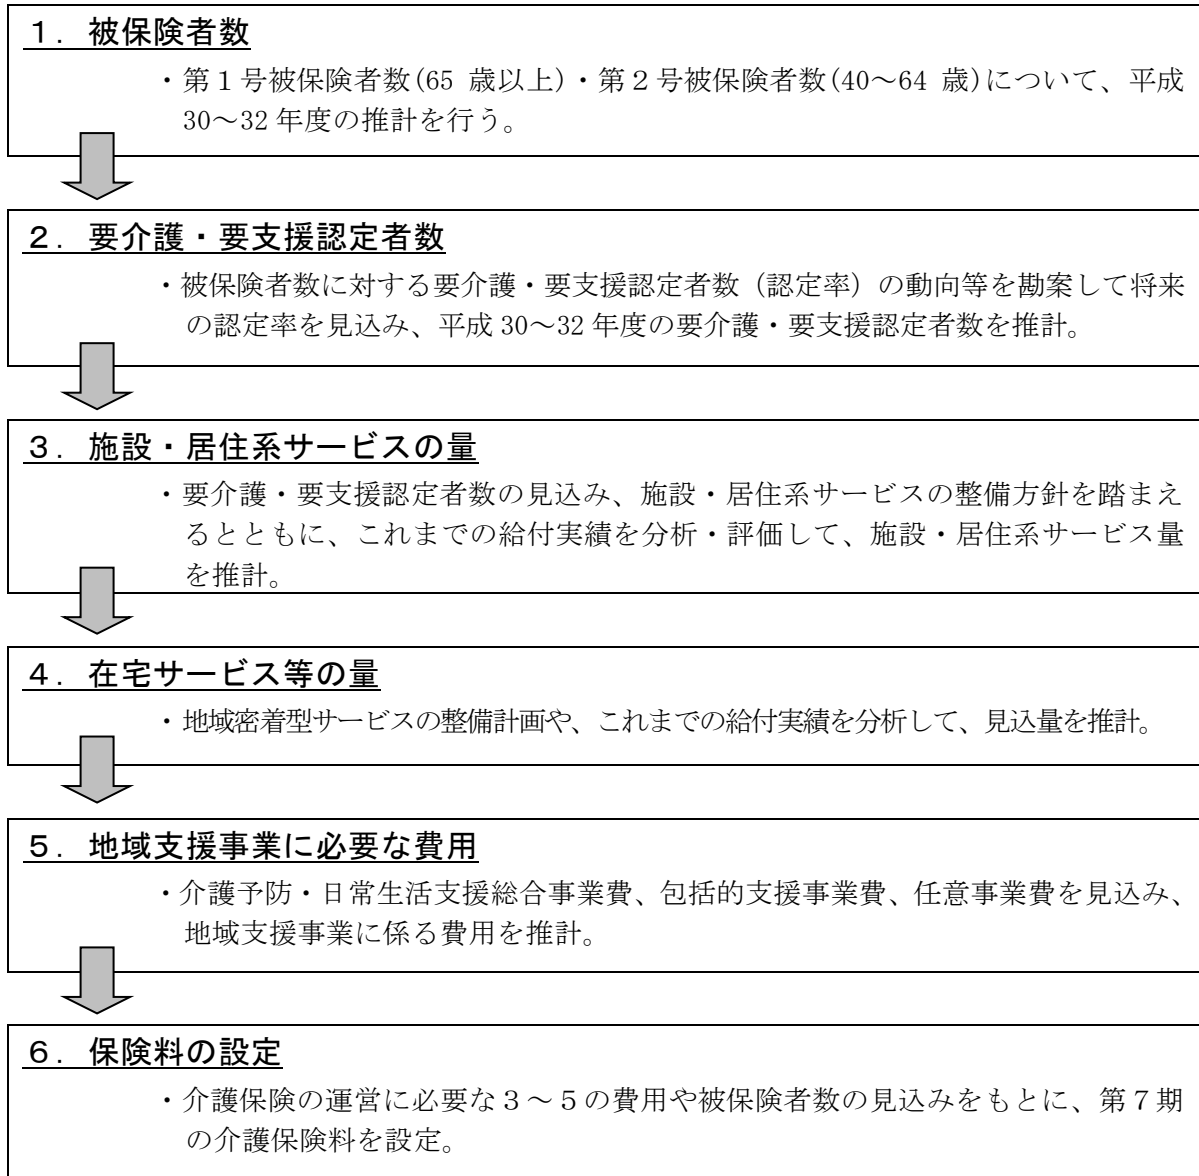 １．被保険者数
・第１号被保険者数(65 歳以上)・第２号被保険者数(40～64 歳)について、平成
30～32 年度の推計を行う。
２．要介護・要支援認定者数
・被保険者数に対する要介護・要支援認定者数（認定率）の動向等を勘案して将来
の認定率を見込み、平成 30～32 年度の要介護・要支援認定者数を推計。
３．施設・居住系サービスの量
・要介護・要支援認定者数の見込み、施設・居住系サービスの整備方針を踏まえ
るとともに、これまでの給付実績を分析・評価して、施設・居住系サービス量
を推計。
４．在宅サービス等の量
・地域密着型サービスの整備計画や、これまでの給付実績を分析して、見込量を推計。
５．地域支援事業に必要な費用
・介護予防・日常生活支援総合事業費、包括的支援事業費、任意事業費を見込み、
地域支援事業に係る費用を推計。
６．保険料の設定
・介護保険の運営に必要な３～５の費用や被保険者数の見込みをもとに、第７期
の介護保険料を設定。